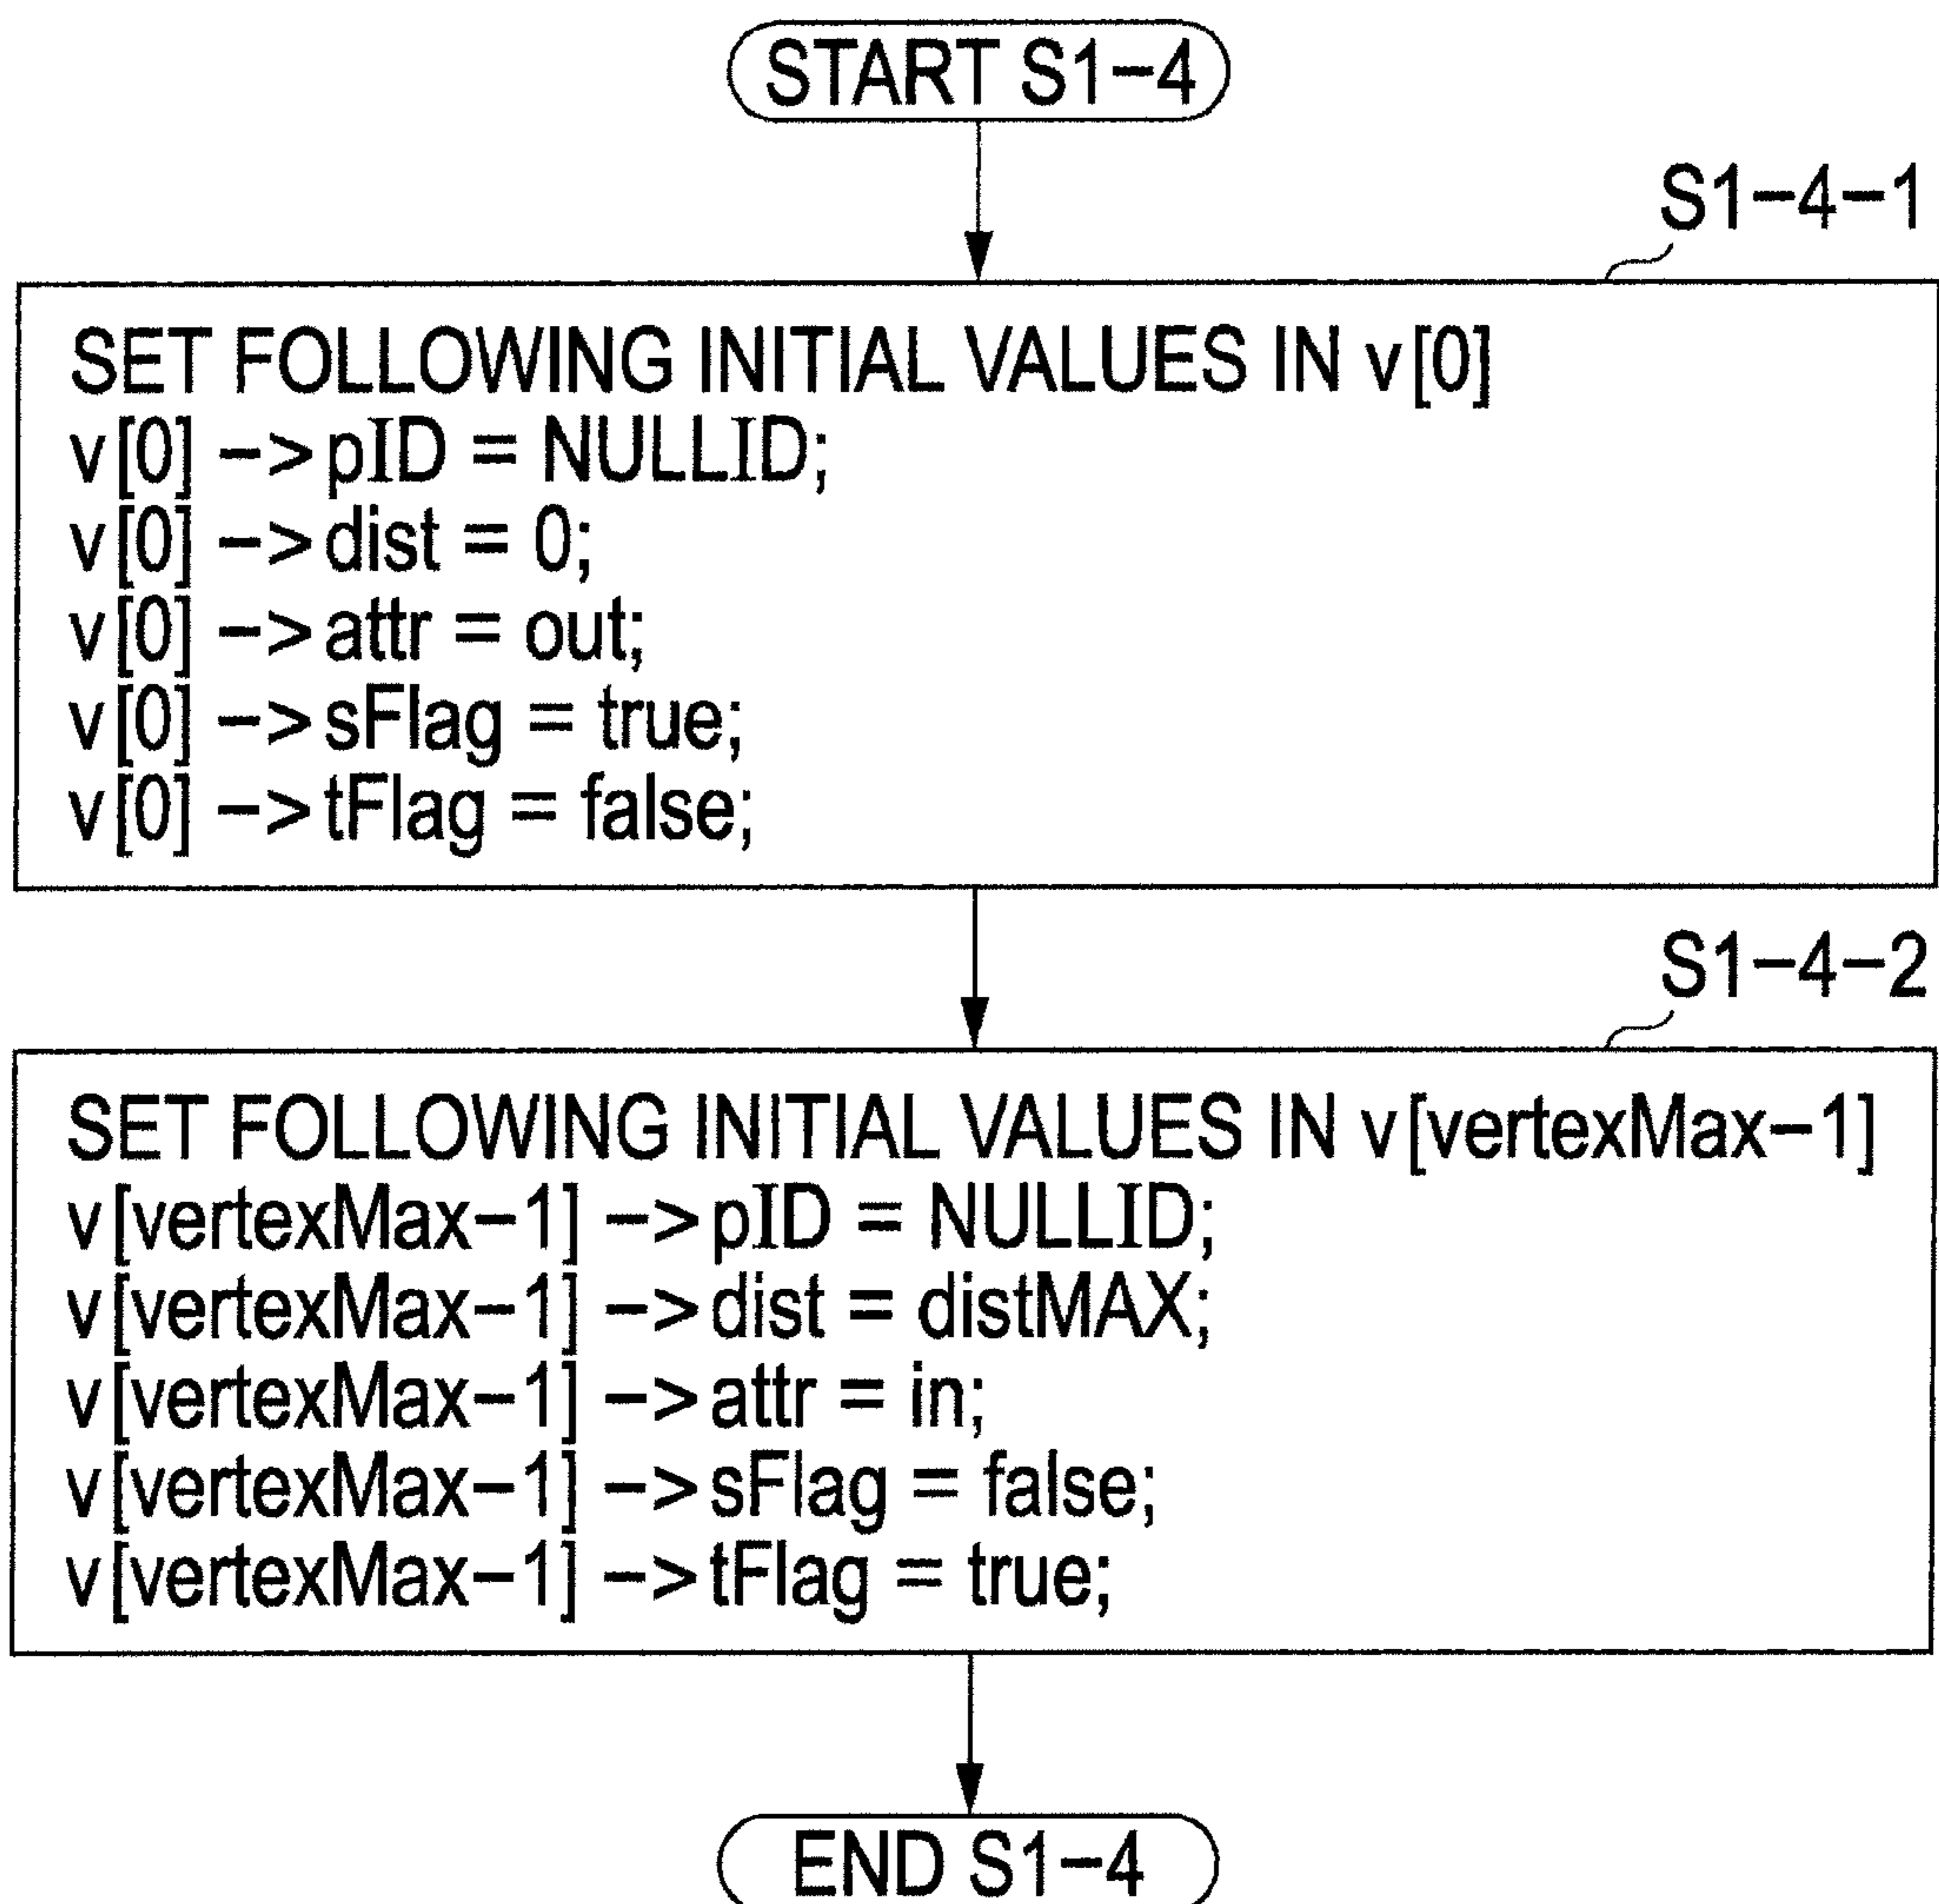 START S1-4
S1-4-1
SET FOLLOWING INITIAL VALUES IN v[0]
v[0] -> pID = NULLID;
v[0] -> dist = 0;
v[0] -> attr = out;
v[0] -> sFlag = true;
v[0] -> tFlag = false;
S1-4-2
SET FOLLOWING INITIAL VALUES IN v[vertexMax-1]
v[vertexMax-1] -> pID = NULLID;
v[vertexMax-1] -> dist = distMAX;
v[vertexMax-1] -> attr = in;
v[vertexMax-1] -> sFlag = false;
v[vertexMax-1] -> tFlag = true;
END S1-4